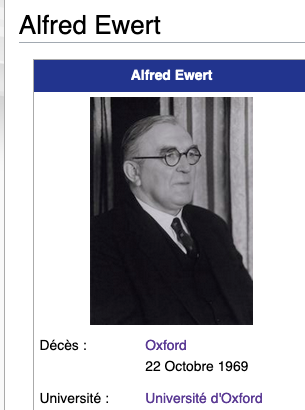 Alfred Ewert
Alfred Ewert
Décès :
Oxford
22 Octobre 1969
Université :
Université d'Oxford